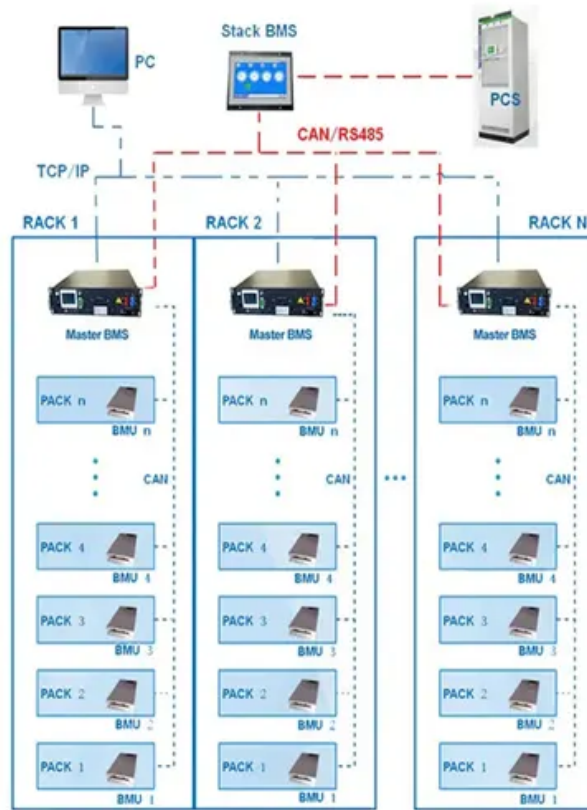 PC
Stack BMS
PCS
CAN/RS485
TCP/IP
RACK 1
RACK 2
RACK N
Master BMS
Master BMS
Master BMS
PACK n
BMU n
PACK n
BMU n
PACK n
BMU n
CAN
CAN
CAN
PACK 4
BMU 4
PACK 4
BMU 4
PACK 4
BMU 4
PACK 3
BMU 3
PACK 3
BMU 3
PACK 3
BMU 3
PACK 2
BMU 2
PACK 2
BMU 2
PACK 2
BMU 2
PACK 1
BMU 1
PACK 1
BMU 1
PACK 1
BMU 1